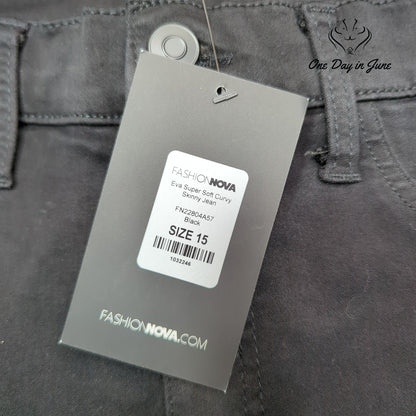 One Day in June
FASHIONNOVA
Eva Super Soft Curvy
Skinny Jean
FN22804A57
Black
SIZE 15
1032246
FASHIONNOVA.COM